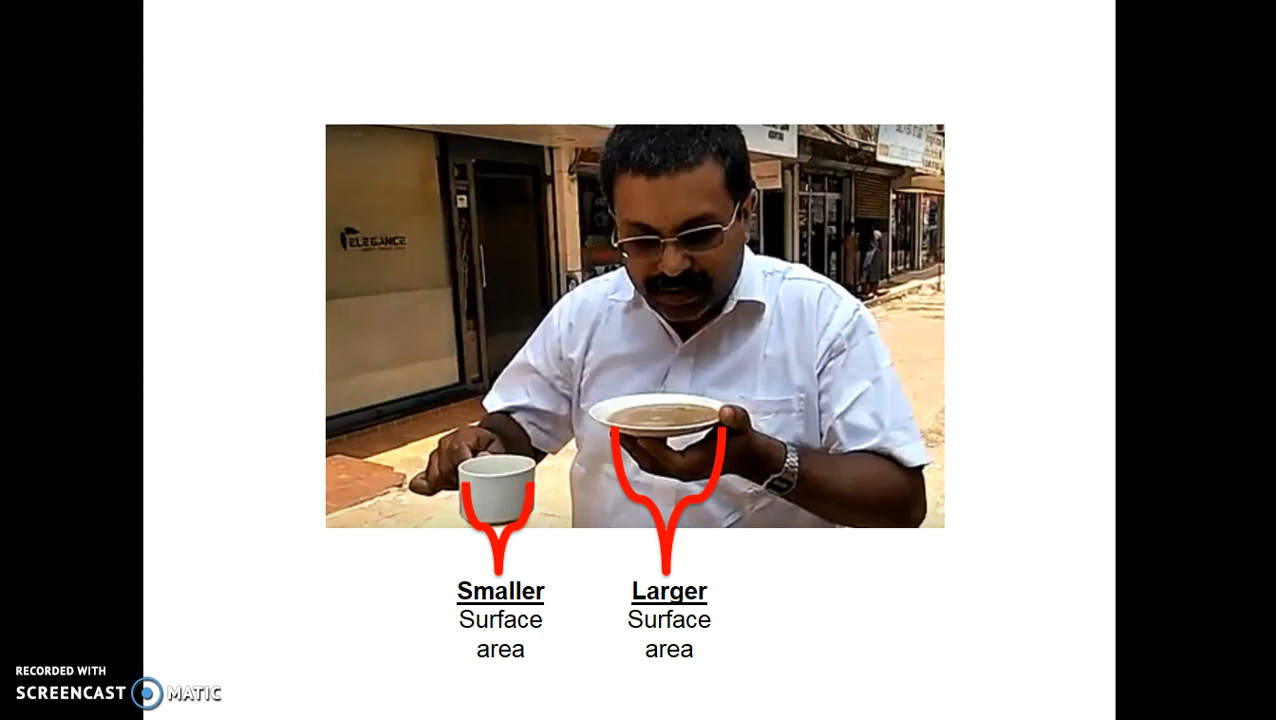 ELEGANCE
Smaller
Surface
area
Larger
Surface
area
RECORDED WITH
SCREENCAST MATIC